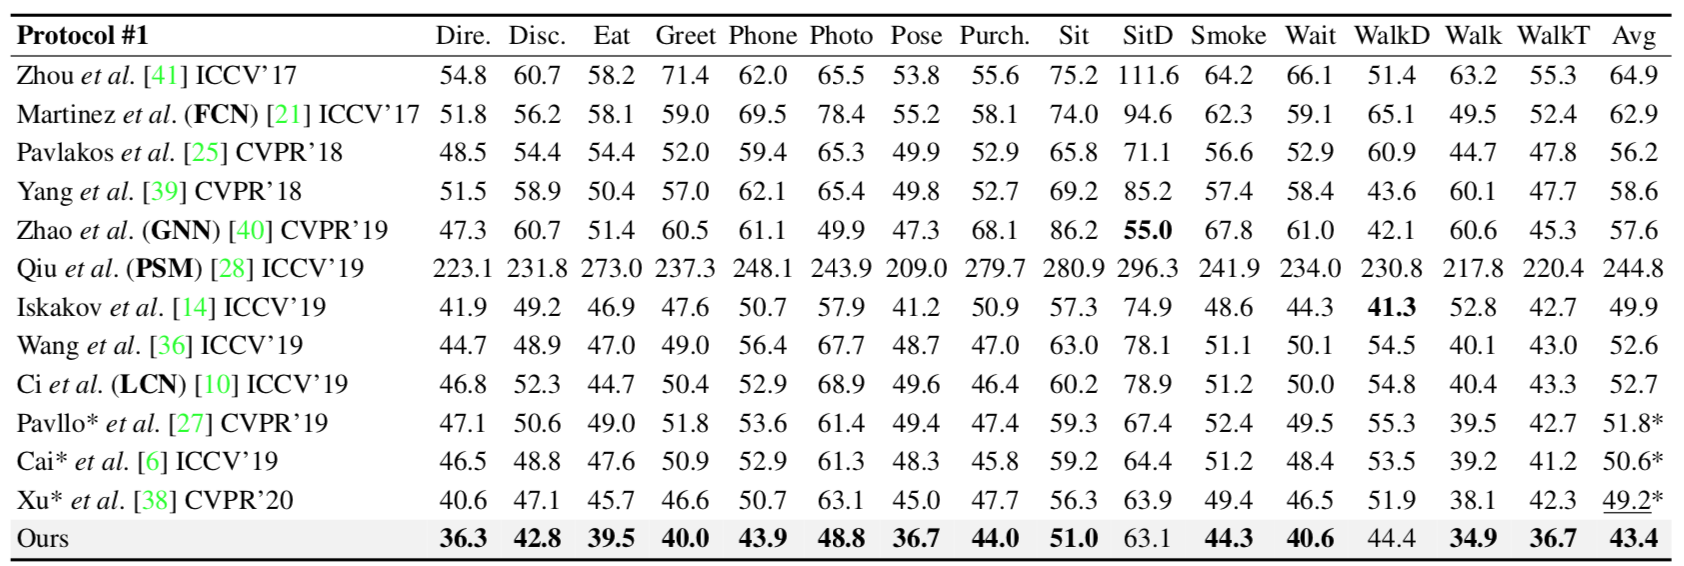 Protocol #1 Dire. Disc. Eat Greet Phone Photo Pose Purch. Sit SitD Smoke Wait WalkD Walk WalkT Avg
Zhou et al. [41] ICCV'17 54.8 60.7 58.2 71.4 62.0 65.5 53.8 55.6 75.2 111.6 64.2 66.1 51.4 63.2 55.3 64.9
Martinez et al. (FCN) [21] ICCV'17 51.8 56.2 58.1 59.0 69.5 78.4 55.2 58.1 74.0 94.6 62.3 59.1 65.1 49.5 52.4 62.9
Pavlakos et al. [25] CVPR'18 48.5 54.4 54.4 52.0 59.4 65.3 49.9 52.9 65.8 71.1 56.6 52.9 60.9 44.7 47.8 56.2
Yang et al. [39] CVPR'18 51.5 58.9 50.4 57.0 62.1 65.4 49.8 52.7 69.2 85.2 57.4 58.4 43.6 60.1 47.7 58.6
Zhao et al. (GNN) [40] CVPR'19 47.3 60.7 51.4 60.5 61.1 49.9 47.3 68.1 86.2 55.0 67.8 61.0 42.1 60.6 45.3 57.6
Qiu et al. (PSM) [28] ICCV'19 223.1 231.8 273.0 237.3 248.1 243.9 209.0 279.7 280.9 296.3 241.9 234.0 230.8 217.8 220.4 244.8
Iskakov et al. [14] ICCV'19 41.9 49.2 46.9 47.6 50.7 57.9 41.2 50.9 57.3 74.9 48.6 44.3 41.3 52.8 42.7 49.9
Wang et al. [36] ICCV'19 44.7 48.9 47.0 49.0 56.4 67.7 48.7 47.0 63.0 78.1 51.1 50.1 54.5 40.1 43.0 52.6
Ci et al. (LCN) [10] ICCV'19 46.8 52.3 44.7 50.4 52.9 68.9 49.6 46.4 60.2 78.9 51.2 50.0 54.8 40.4 43.3 52.7
Pavllo* et al. [27] CVPR'19 47.1 50.6 49.0 51.8 53.6 61.4 49.4 47.4 59.3 67.4 52.4 49.5 55.3 39.5 42.7 51.8*
Cai* et al. [6] ICCV'19 46.5 48.8 47.6 50.9 52.9 61.3 48.3 45.8 59.2 64.4 51.2 48.4 53.5 39.2 41.2 50.6*
Xu* et al. [38] CVPR'20 40.6 47.1 45.7 46.6 50.7 63.1 45.0 47.7 56.3 63.9 49.4 46.5 51.9 38.1 42.3 49.2*
Ours 36.3 42.8 39.5 40.0 43.9 48.8 36.7 44.0 51.0 63.1 44.3 40.6 44.4 34.9 36.7 43.4